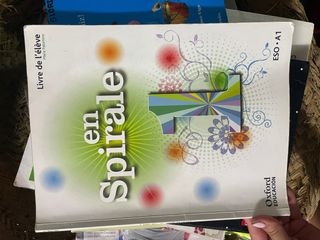 Livre de l'élève
ESO - A1
en
Spirale
1
Oxford
EDUCACIÓN